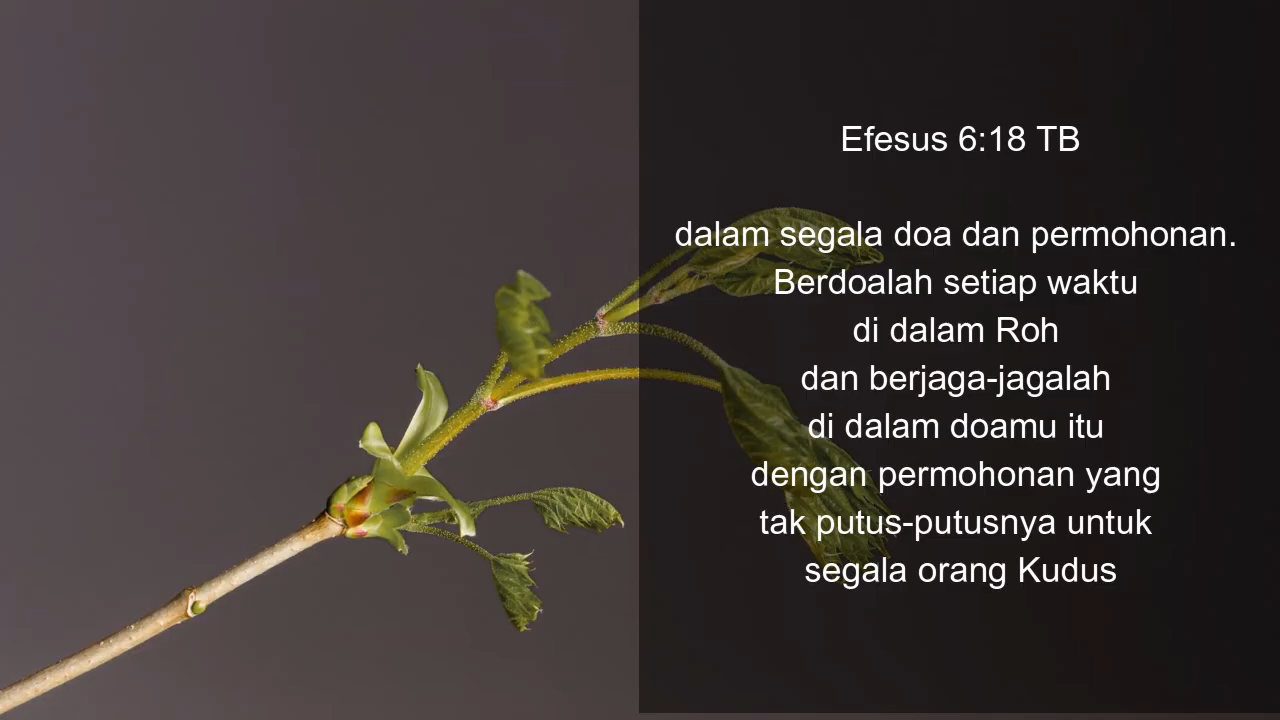 Efesus 6:18 TB
dalam segala doa dan permohonan.
Berdoalah setiap waktu
di dalam Roh
dan berjaga-jagalah
di dalam doamu itu
dengan permohonan yang
tak putus-putusnya untuk
segala orang Kudus